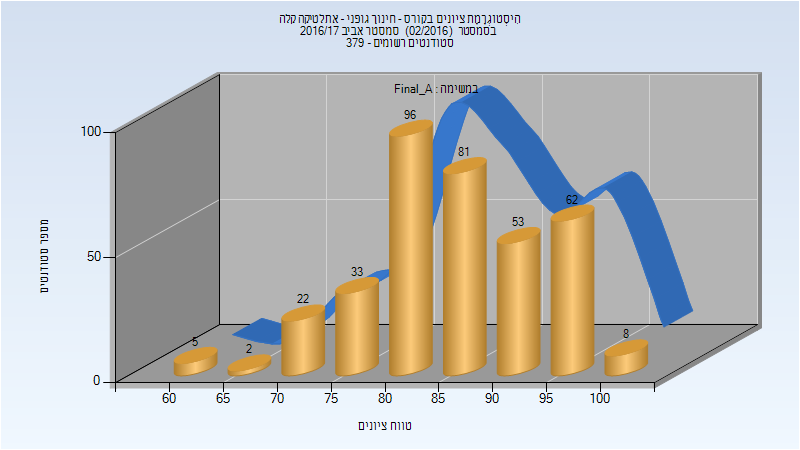 היסטוגרמת ציונים בקורס - חינוך גופני - אתלטיקה קלה
בסמסטר (02/2016) סמסטר אביב 2016/17
סטודנטים רשומים - 379
במשימה : Final_A
מספר סטודנטים
100
50
0
5
2
22
33
96
81
53
62
8
60 65 70 75 80 85 90 95 100
טווח ציונים